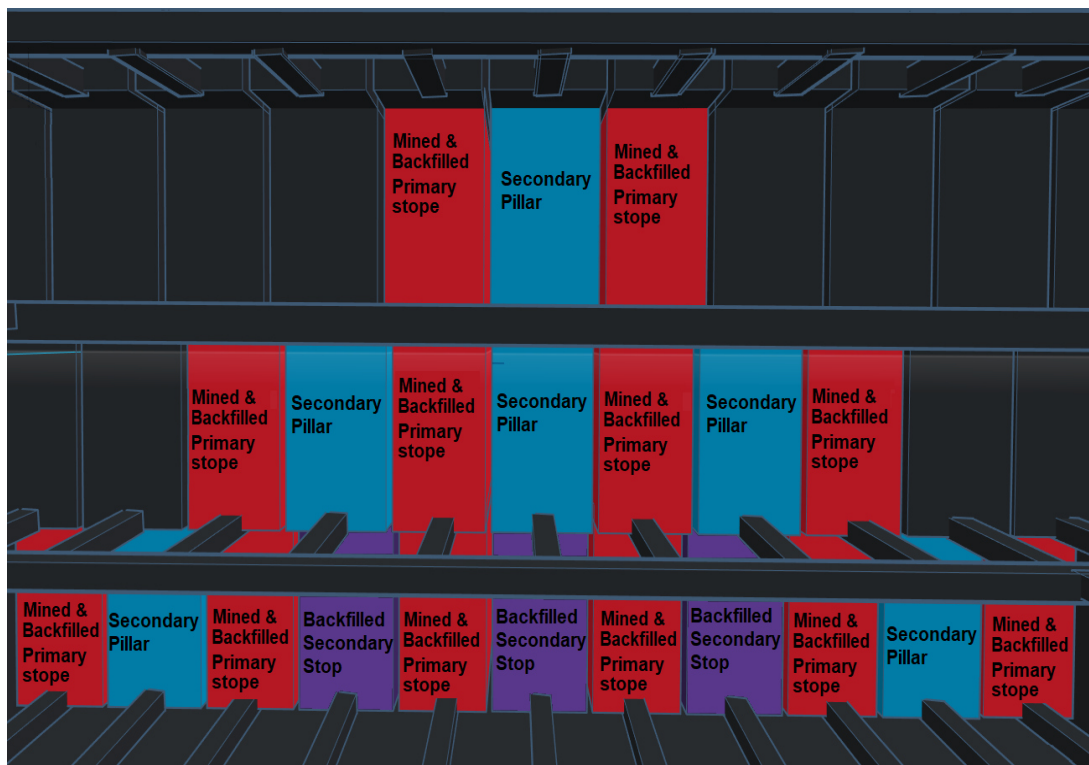 Mined &
Backfilled
Primary
stope
Secondary
Pillar
Mined &
Backfilled
Primary
stope
Mined &
Backfilled
Primary
stope
Secondary
Pillar
Mined &
Backfilled
Primary
stope
Secondary
Pillar
Mined &
Backfilled
Primary
stope
Secondary
Pillar
Mined &
Backfilled
Primary
stope
Mined &
Backfilled
Primary
stope
Secondary
Pillar
Mined &
Backfilled
Primary
stope
Backfilled
Secondary
Stop
Mined &
Backfilled
Primary
stope
Backfilled
Secondary
Stop
Mined &
Backfilled
Primary
stope
Backfilled
Secondary
Stop
Mined &
Backfilled
Primary
stope
Secondary
Pillar
Mined &
Backfilled
Primary
stope